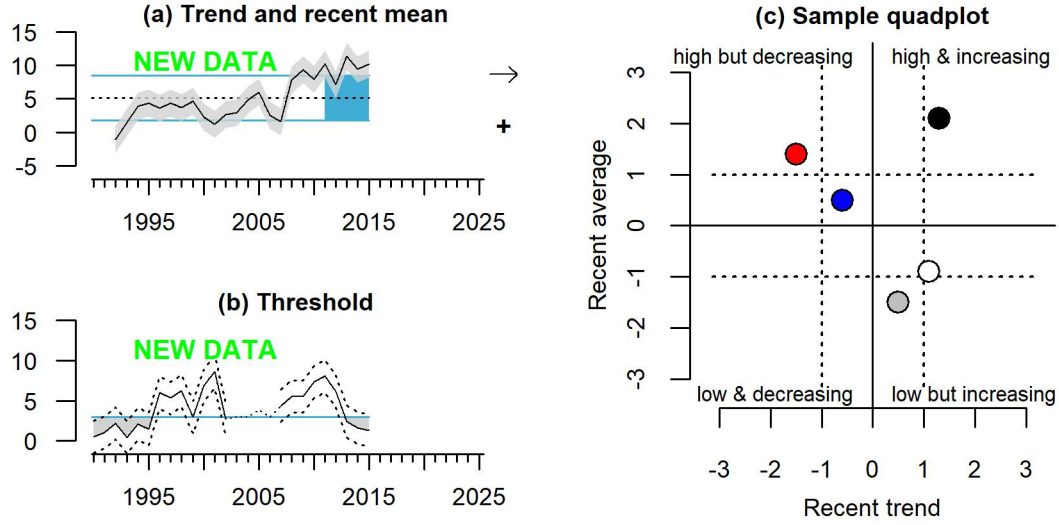 (a) Trend and recent mean
NEW DATA
15
10
5
0
-5
+
1995 2005 2015 2025
(b) Threshold
NEW DATA
15
10
5
0
1995 2005 2015 2025
(c) Sample quadplot
high but decreasing high & increasing
3
2
1
0
-1
-2
-3
Recent average
low & decreasing low but increasing
-3 -2 -1 0 1 2 3
Recent trend